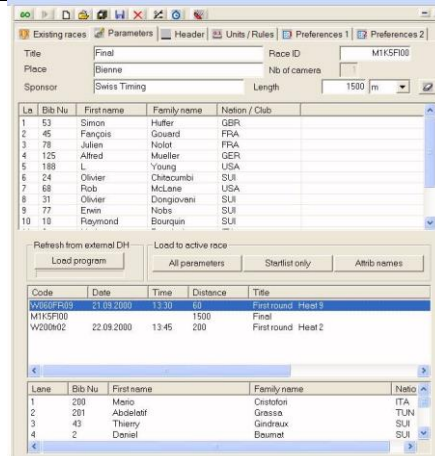 Existing races Parameters Header Units / Rules Preferences 1 Preferences 2
Title Final Race ID M1K5FI00
Place Bienne Nb of camera 1
Sponsor Swiss Timing Length 1500 m
La Bib Nu First name Family name Nation / Club
1 53 Simon Huffer GBR
2 45 Fançois Gouard FRA
3 78 Julien Nolot FRA
4 125 Alfred Mueller GER
5 188 L. Young USA
6 24 Olivier Chitacumbi SUI
7 68 Rob McLane USA
8 31 Olivier Dongiovani SUI
9 77 Erwin Nobs SUI
10 10 Raymond Bourquin SUI
Refresh from external DH Load to active race
Load program All parameters Startlist only Attrib names
Code Date Time Distance Title
W060FR09 21.09.2000 13:30 60 First round Heat 9
M1K5FI00 1500 Final
W200h02 22.09.2000 13:45 200 First round Heat 2
Lane Bib Nu First name Family name Natio
1 200 Mario Cristofori ITA
2 201 Abdelatif Grassa TUN
3 43 Thierry Gindraux SUI
4 2 Daniel Baumat SUI